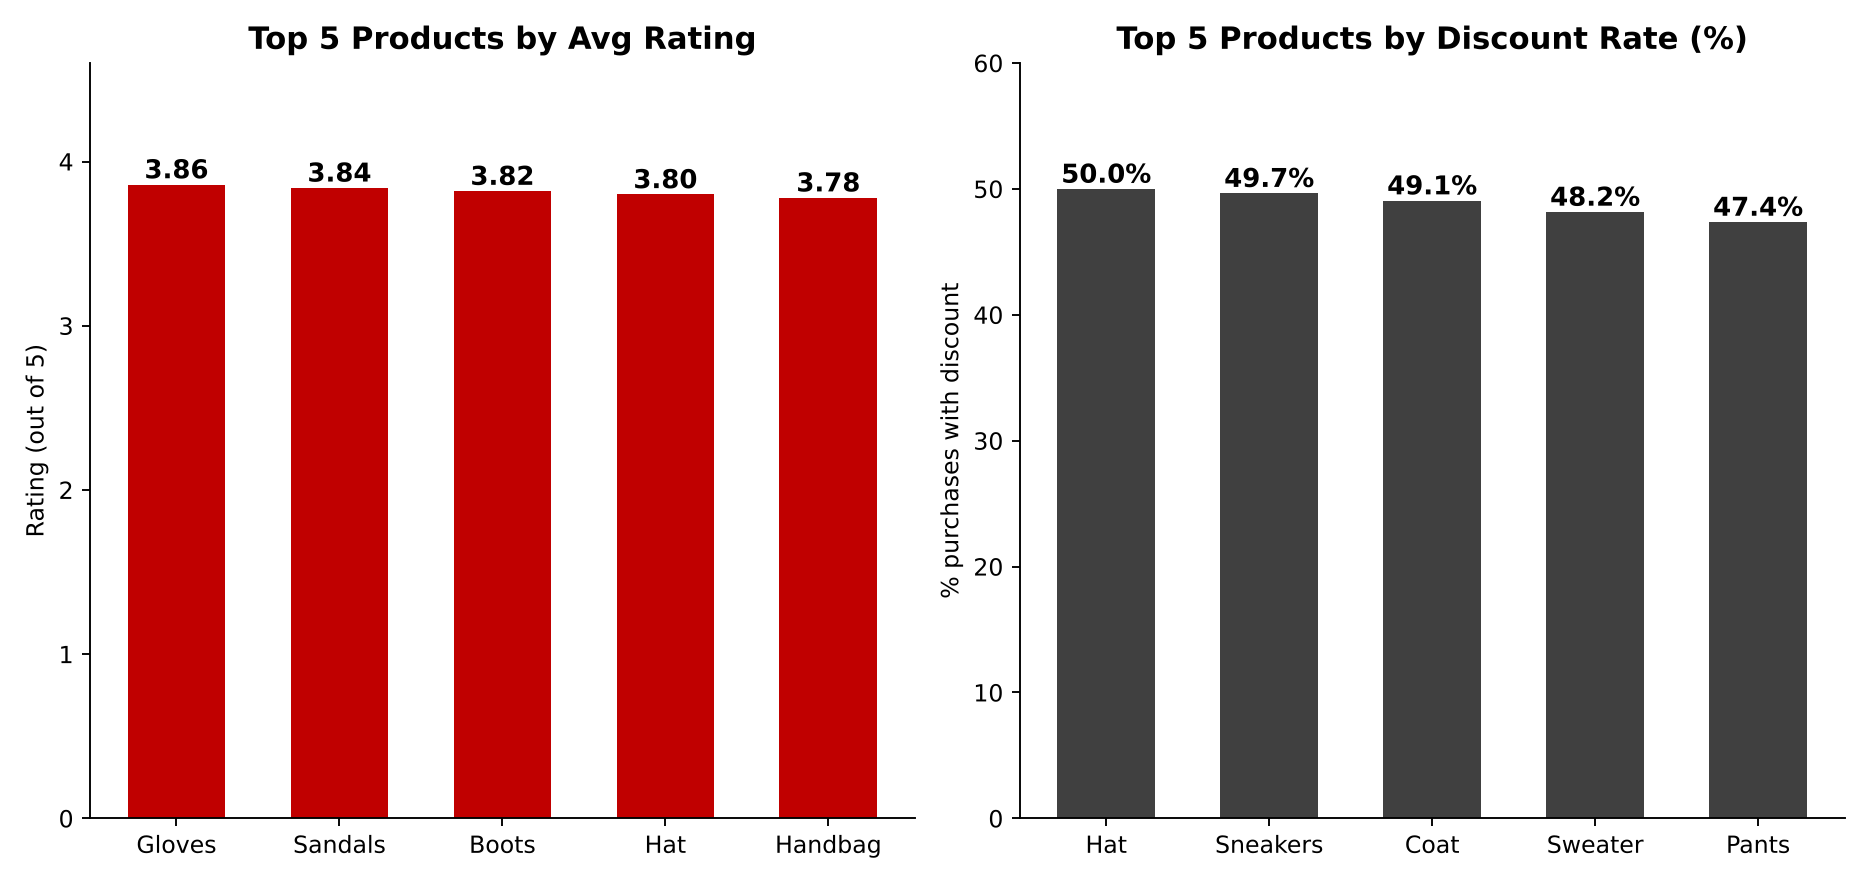 Top 5 Products by Avg Rating
Rating (out of 5)
4
3
2
1
0
3.86
3.84
3.82
3.80
3.78
Gloves
Sandals
Boots
Hat
Handbag
Top 5 Products by Discount Rate (%)
% purchases with discount
60
50
40
30
20
10
0
50.0%
49.7%
49.1%
48.2%
47.4%
Hat
Sneakers
Coat
Sweater
Pants